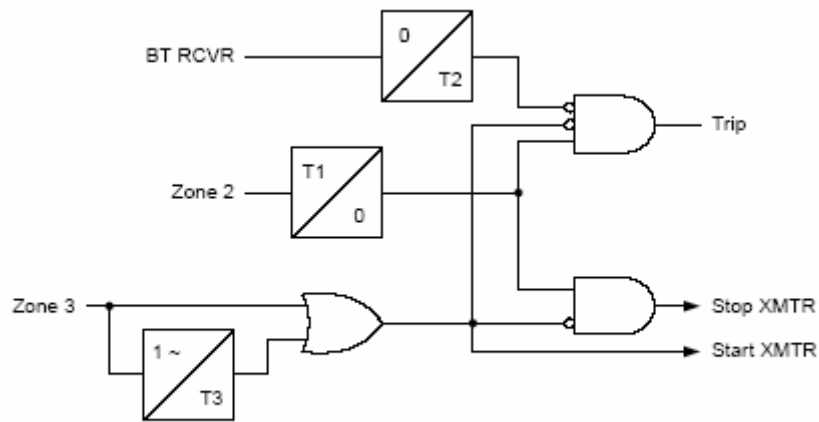 0
BT RCVR
T2
Trip
T1
Zone 2
0
Zone 3
Stop XMTR
1 ~
Start XMTR
T3